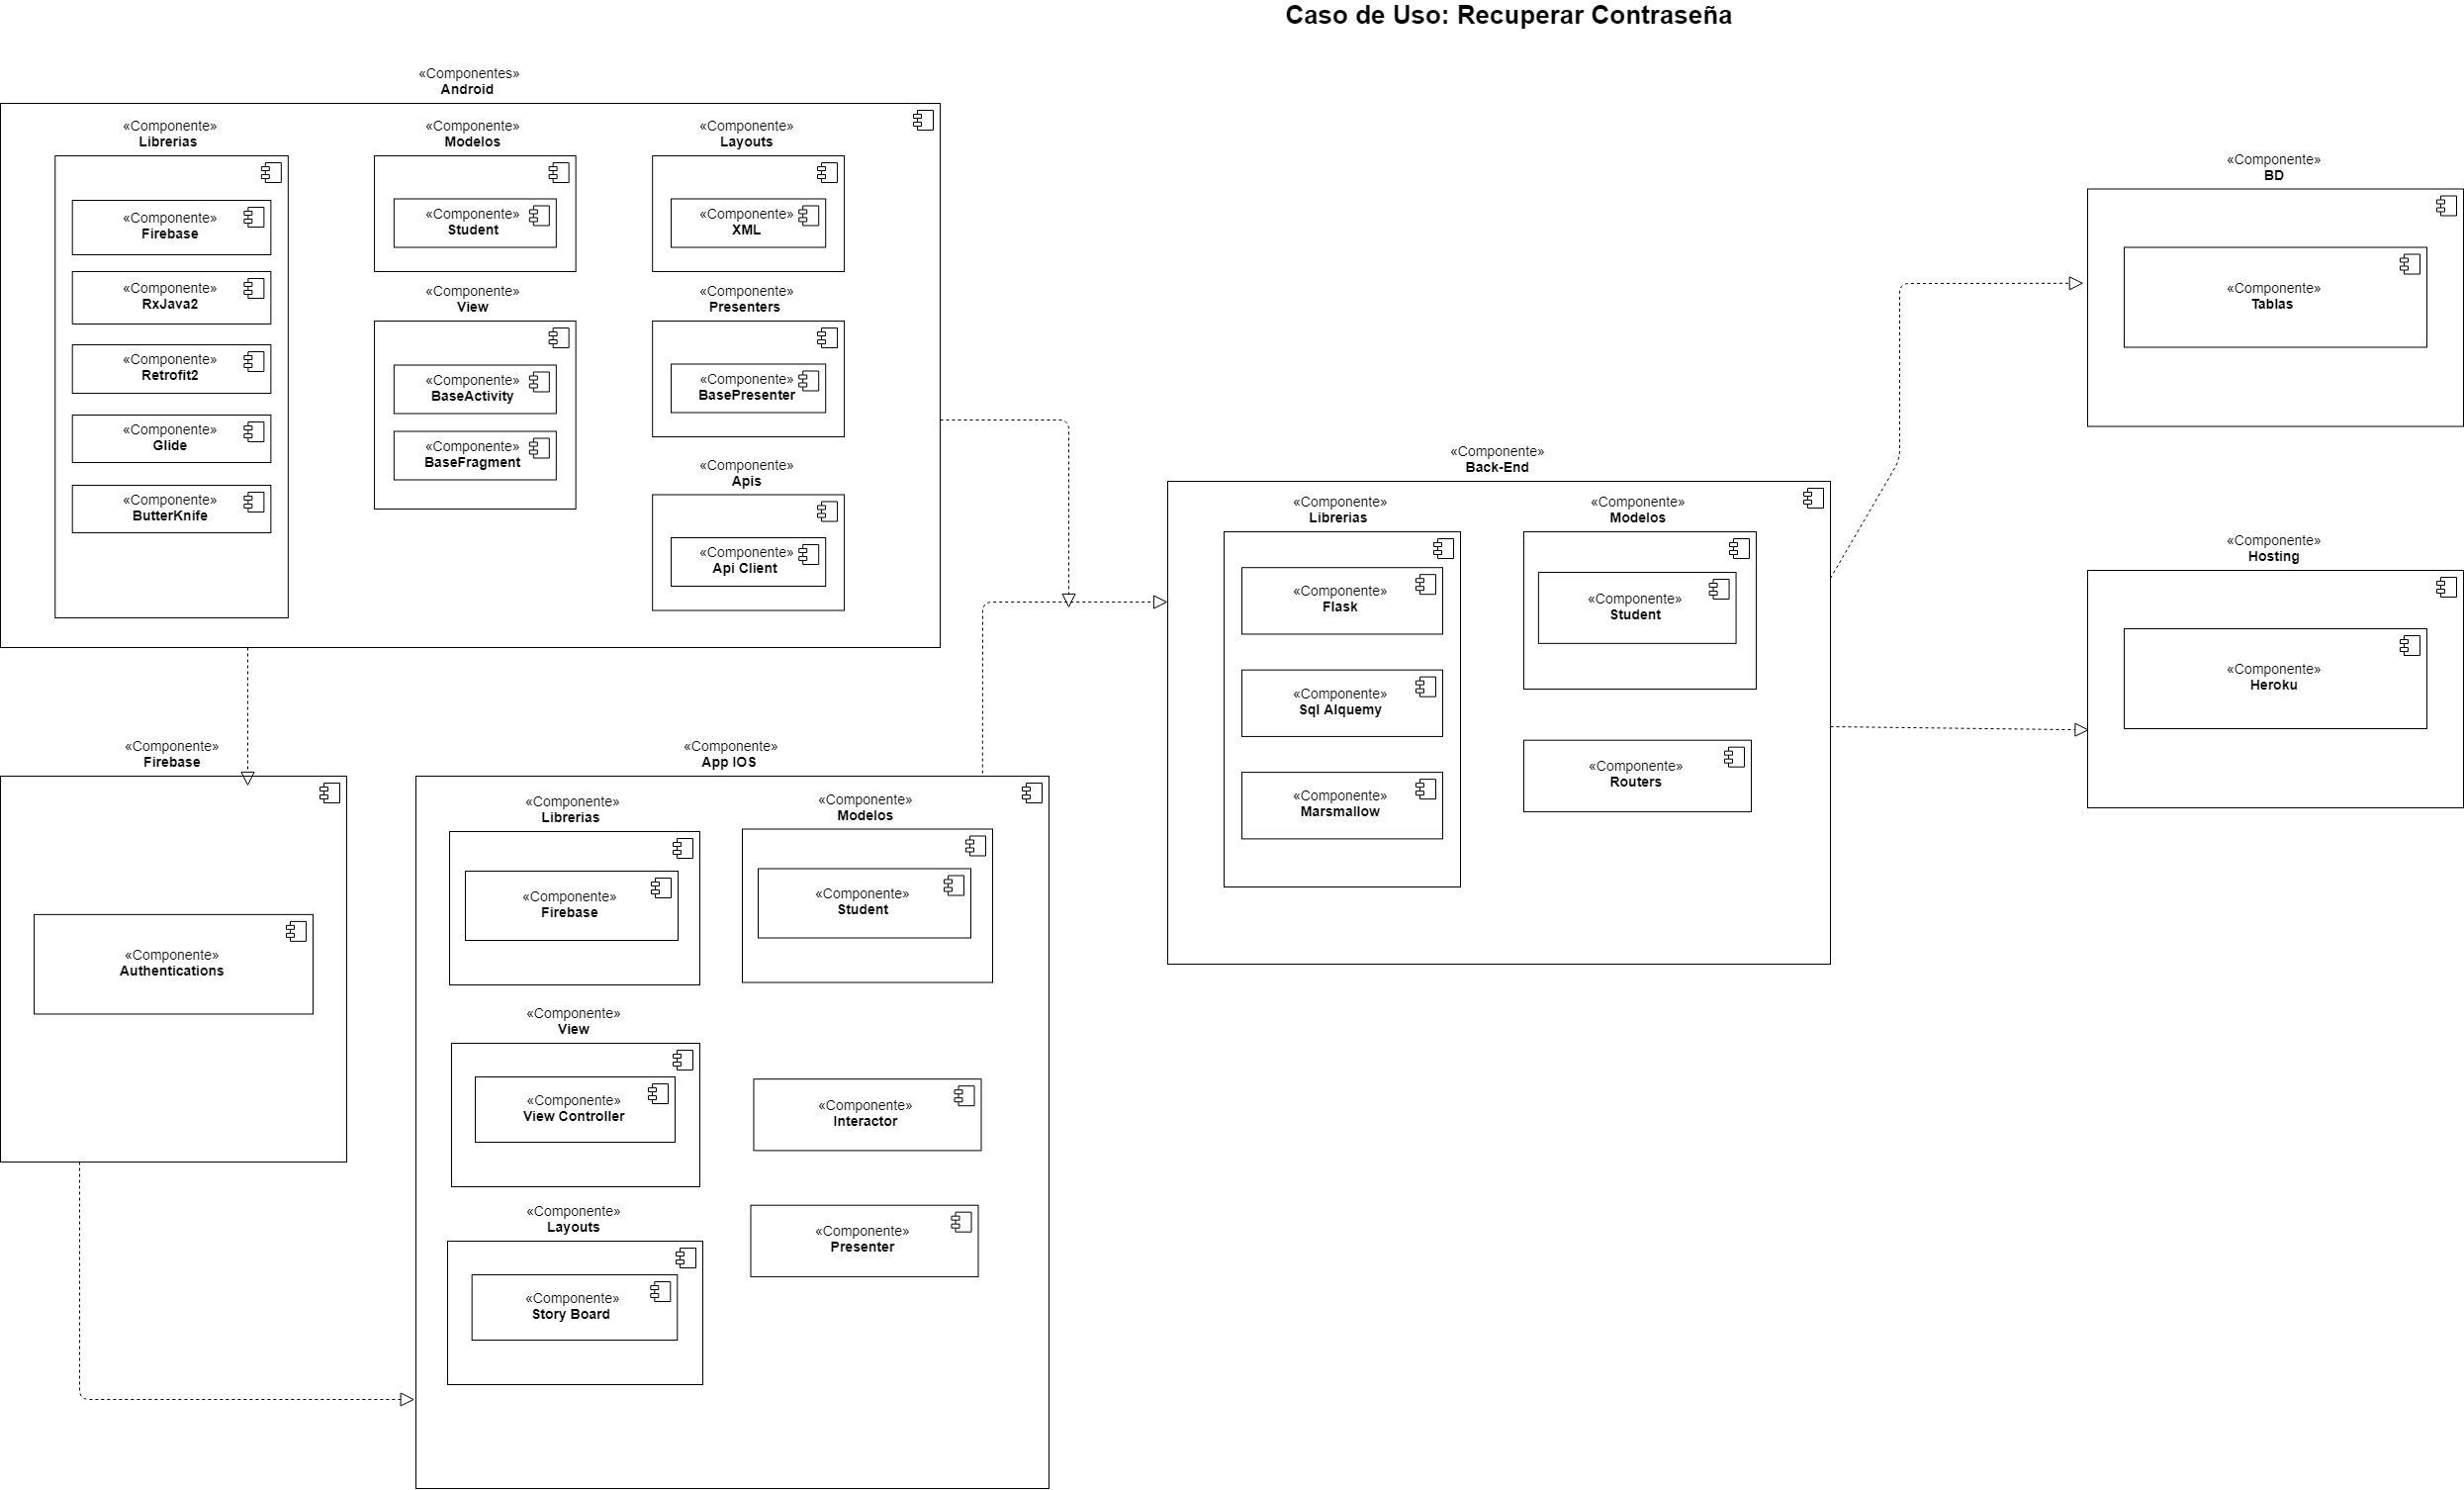 Caso de Uso: Recuperar Contraseña
«Componentes»
Android
«Componente»
Librerias
«Componente»
Firebase
«Componente»
RxJava2
«Componente»
Retrofit2
«Componente»
Glide
«Componente»
ButterKnife
«Componente»
Modelos
«Componente»
Student
«Componente»
View
«Componente»
BaseActivity
«Componente»
BaseFragment
«Componente»
Layouts
«Componente»
XML
«Componente»
Presenters
«Componente»
BasePresenter
«Componente»
Apis
«Componente»
Api Client
«Componente»
Firebase
«Componente»
Authentications
«Componente»
App IOS
«Componente»
Librerias
«Componente»
Firebase
«Componente»
Modelos
«Componente»
Student
«Componente»
View
«Componente»
View Controller
«Componente»
Interactor
«Componente»
Layouts
«Componente»
Story Board
«Componente»
Presenter
«Componente»
Back-End
«Componente»
Librerias
«Componente»
Flask
«Componente»
Sql Alquemy
«Componente»
Marsmallow
«Componente»
Modelos
«Componente»
Student
«Componente»
Routers
«Componente»
BD
«Componente»
Tablas
«Componente»
Hosting
«Componente»
Heroku